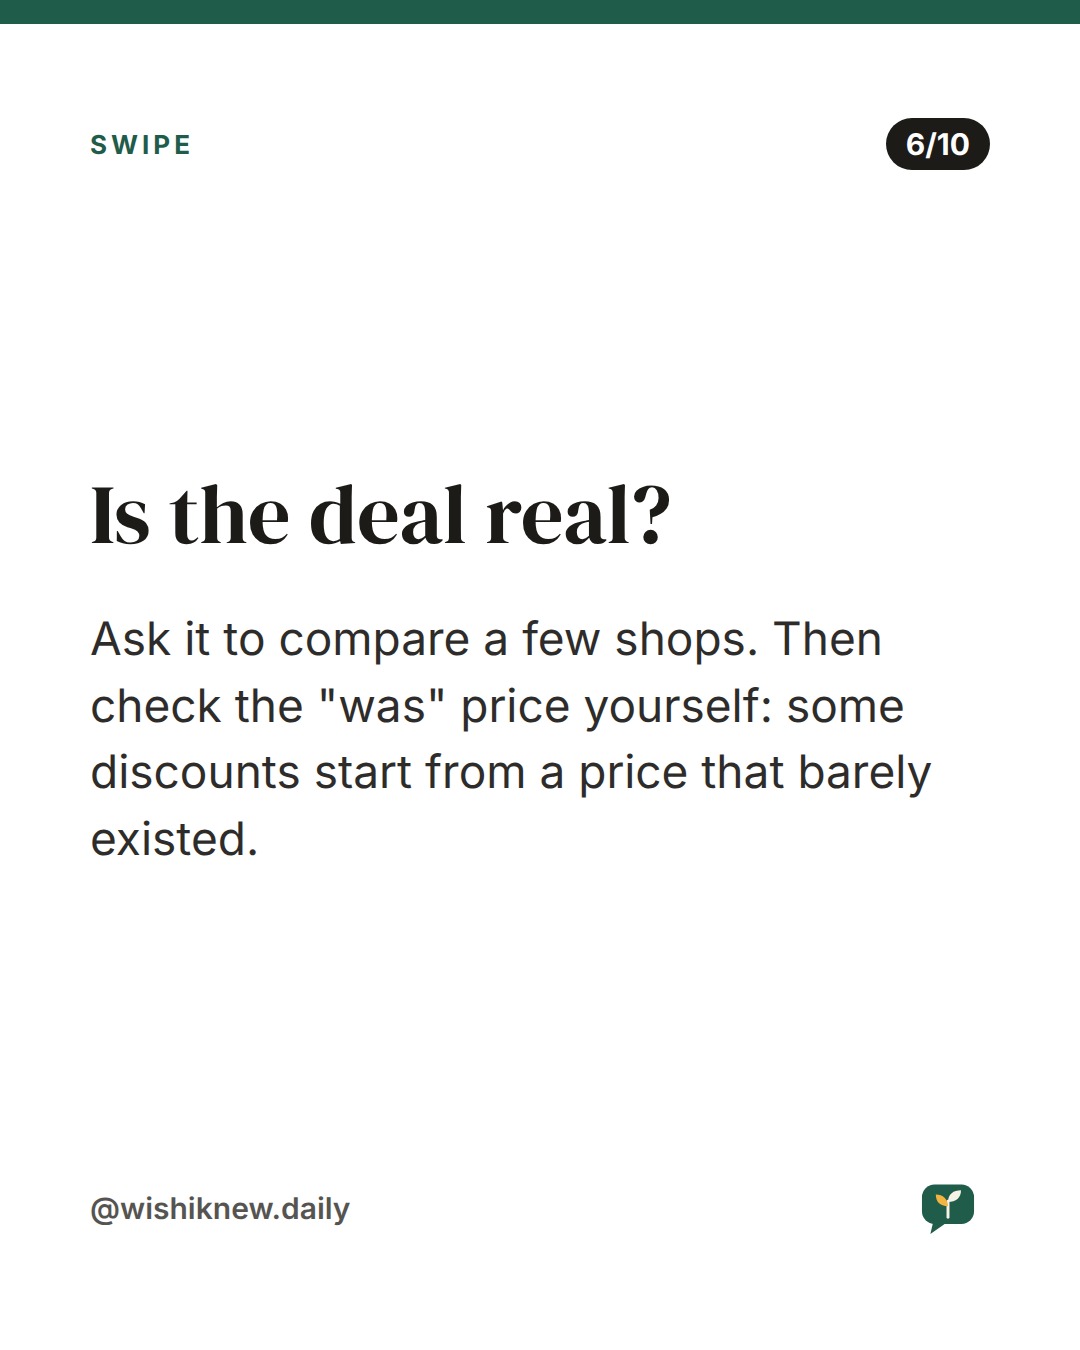 SWIPE
6/10
Is the deal real?
Ask it to compare a few shops. Then
check the "was" price yourself: some
discounts start from a price that barely
existed.
@wishiknew.daily